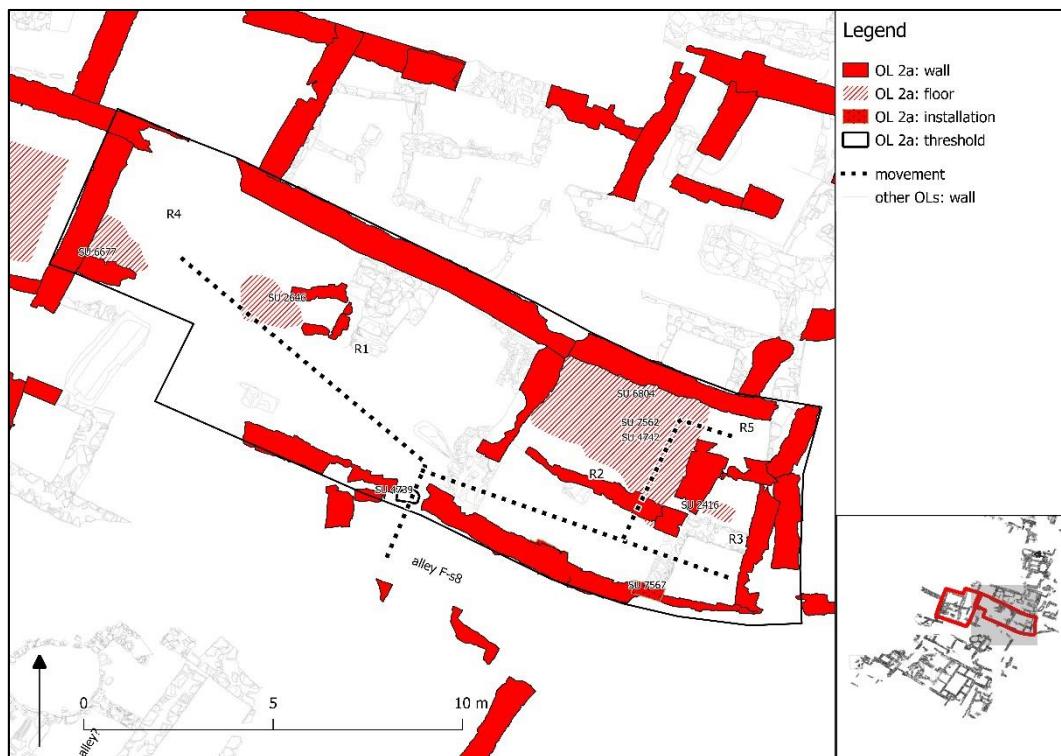 Legend
OL 2a: wall
OL 2a: floor
OL 2a: installation
OL 2a: threshold
movement
other OLs: wall
R4
SU 6677
SU 2646
R1
SU 6804
SU 7562
SU 4742
R5
R2
SU 4739
SU 2416
R3
alley F-s8
SU 7567
0 5 10 m
alley?